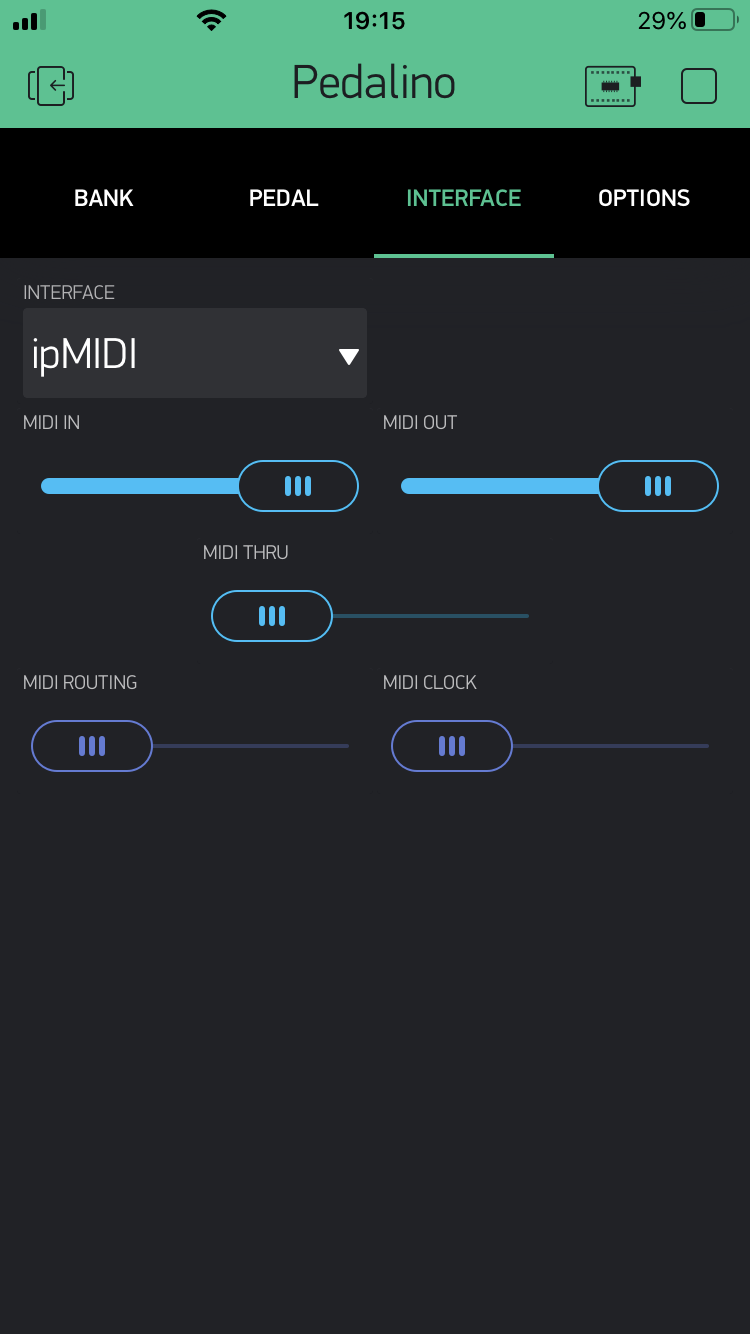 19:15
29%
Pedalino
BANK
PEDAL
INTERFACE
OPTIONS
INTERFACE
ipMIDI
MIDI IN
MIDI OUT
MIDI THRU
MIDI ROUTING
MIDI CLOCK